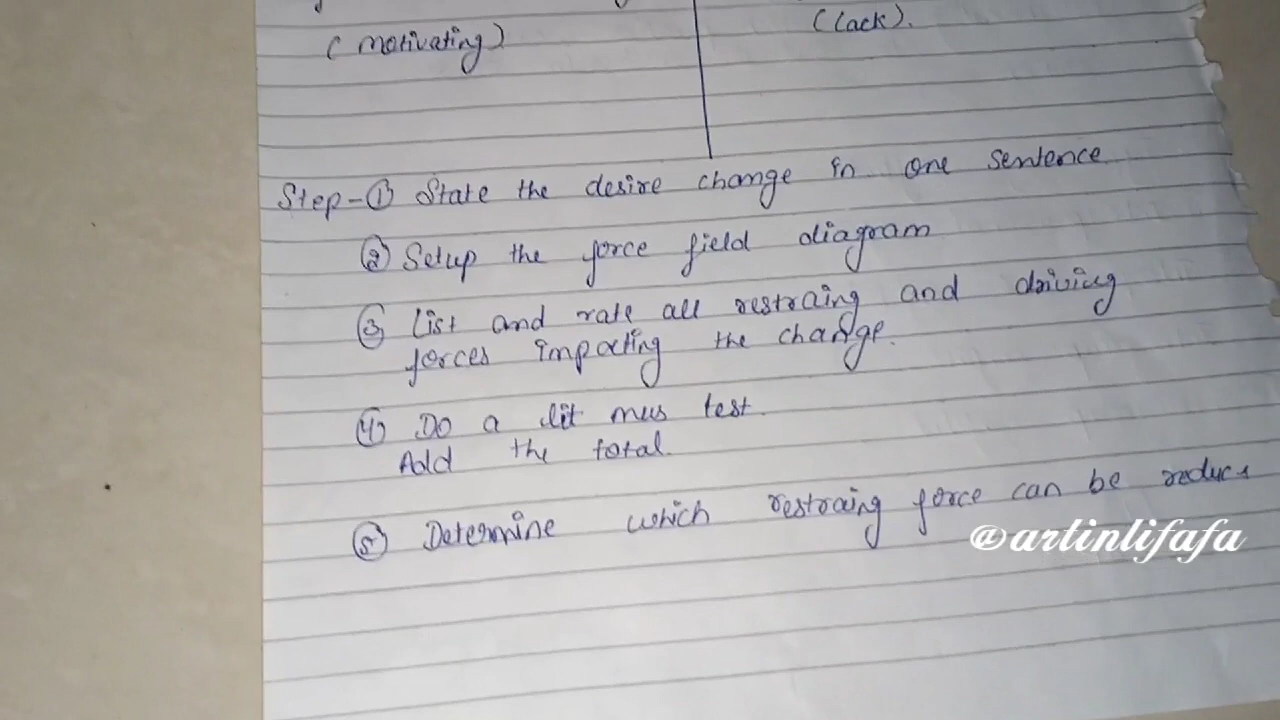 (motivating)
(lack).
Step-① State the desire change in one sentence
② Setup the force field diagram
③ List and rate all restraing and driving
forces impacting the change.
④ Do a lit mus test.
Add the total.
⑤ Determine which restraing force can be reduce
@artinlifafa